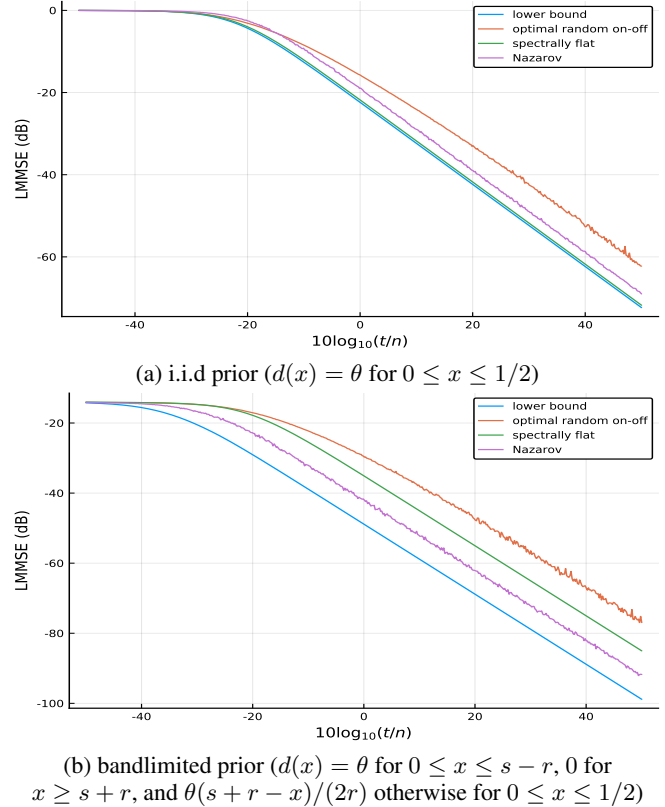 0
-20
-40
-60
LMMSE (dB)
lower bound
optimal random on-off
spectrally flat
Nazarov
-40 -20 0 20 40
10log₁₀(t/n)
(a) i.i.d prior (d(x) = θ for 0 ≤ x ≤ 1/2)
-20
-40
-60
-80
-100
LMMSE (dB)
lower bound
optimal random on-off
spectrally flat
Nazarov
-40 -20 0 20 40
10log₁₀(t/n)
(b) bandlimited prior (d(x) = θ for 0 ≤ x ≤ s − r, 0 for
x ≥ s + r, and θ(s + r − x)/(2r) otherwise for 0 ≤ x ≤ 1/2)